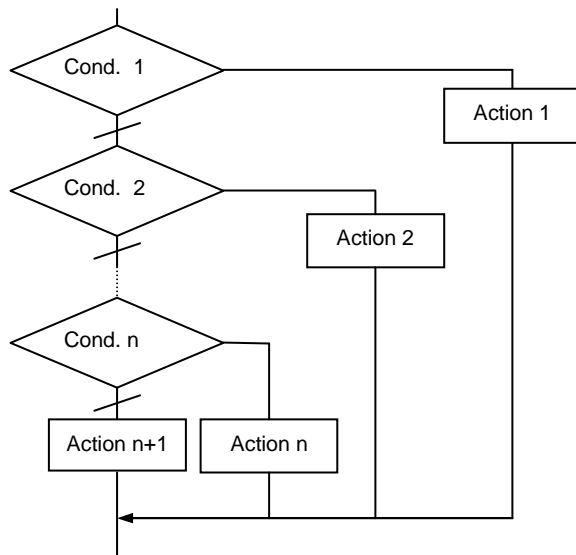 Cond. 1
Action 1
Cond. 2
Action 2
Cond. n
Action n+1
Action n